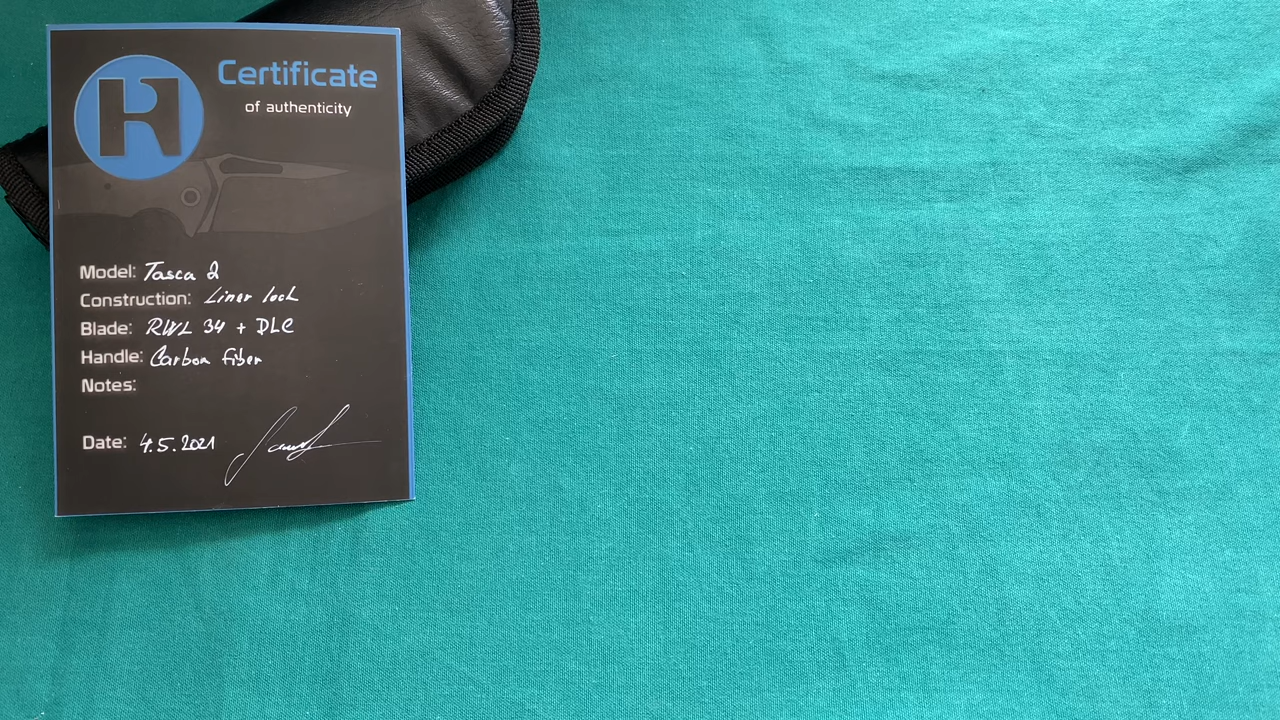 Certificate
of authenticity
Model: Tasca 2
Construction: Liner lock
Blade: RWL 34 + DLC
Handle: Carbon fiber
Notes:
Date: 4.5.2021